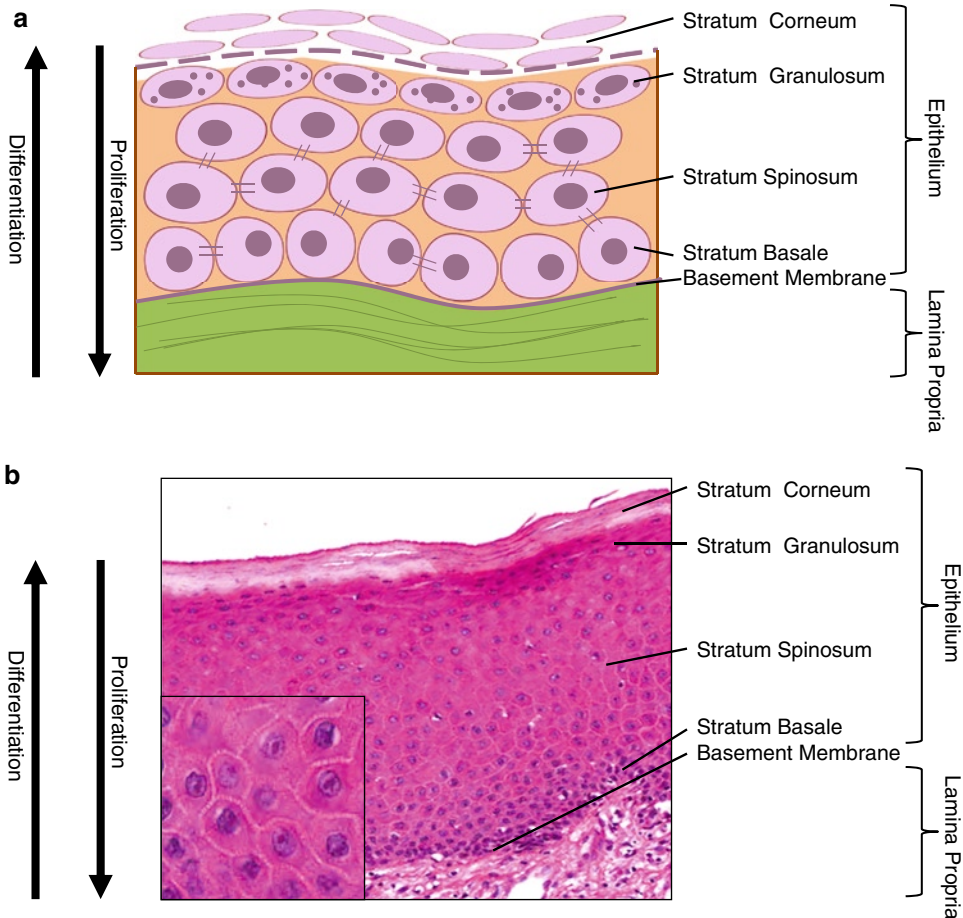 a
Stratum Corneum
Stratum Granulosum
Stratum Spinosum
Stratum Basale
Basement Membrane
Epithelium
Lamina Propria
Differentiation
Proliferation
b
Stratum Corneum
Stratum Granulosum
Stratum Spinosum
Stratum Basale
Basement Membrane
Epithelium
Lamina Propria
Differentiation
Proliferation